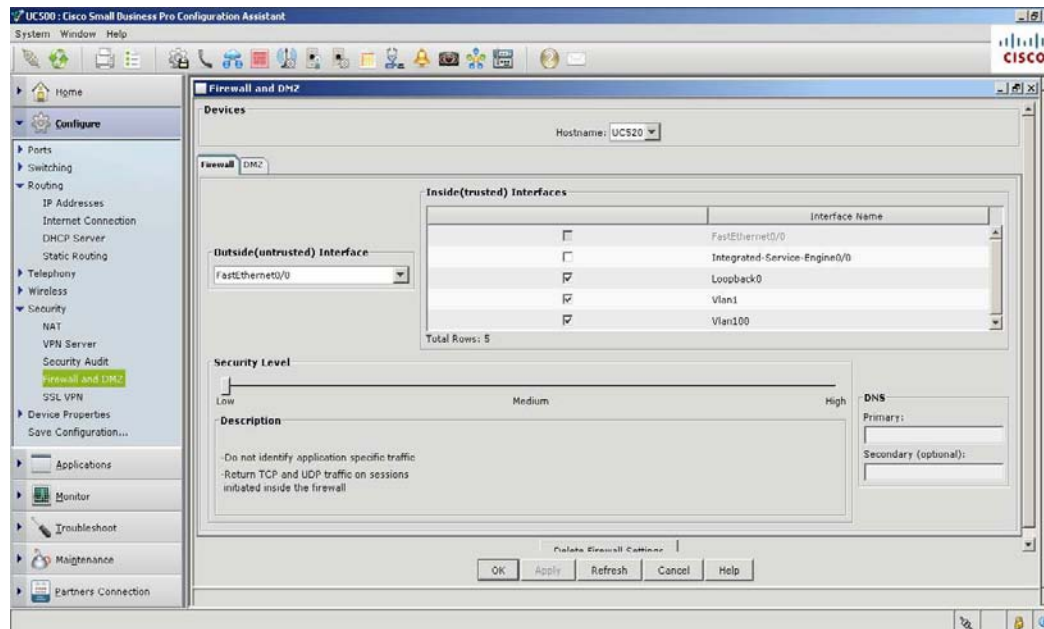 UC500 : Cisco Small Business Pro Configuration Assistant
System Window Help
CISCO
Home
Configure
Ports
Switching
Routing
IP Addresses
Internet Connection
DHCP Server
Static Routing
Telephony
Wireless
Security
NAT
VPN Server
Security Audit
Firewall and DMZ
SSL VPN
Device Properties
Save Configuration...
Applications
Monitor
Troubleshoot
Maintenance
Partners Connection
Firewall and DMZ
Devices
Hostname: UC520
Firewall DMZ
Outside(untrusted) Interface
FastEthernet0/0
Inside(trusted) Interfaces
Interface Name
FastEthernet0/0
Integrated-Service-Engine0/0
Loopback0
Vlan1
Vlan100
Total Rows: 5
Security Level
Low Medium High
Description
-Do not identify application specific traffic
-Return TCP and UDP traffic on sessions
initiated inside the firewall
DNS
Primary:
Secondary (optional):
Delete Firewall Settings
OK Apply Refresh Cancel Help